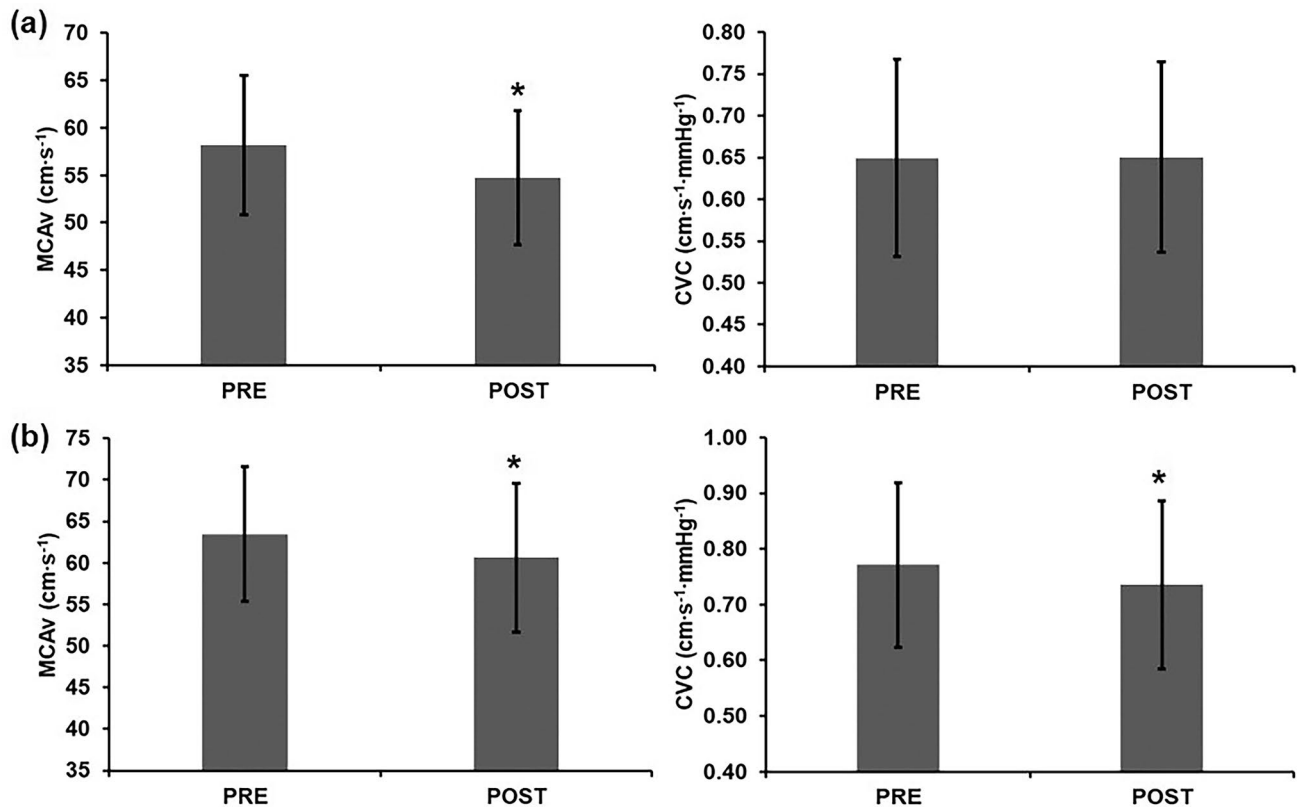 (a)
MCAv (cm·s-1)
70
65
60
55
50
45
40
35
*
PRE
POST
CVC (cm·s-1·mmHg-1)
0.80
0.75
0.70
0.65
0.60
0.55
0.50
0.45
0.40
PRE
POST
(b)
MCAv (cm·s-1)
75
70
65
60
55
50
45
40
35
*
PRE
POST
CVC (cm·s-1·mmHg-1)
1.00
0.90
0.80
0.70
0.60
0.50
0.40
*
PRE
POST